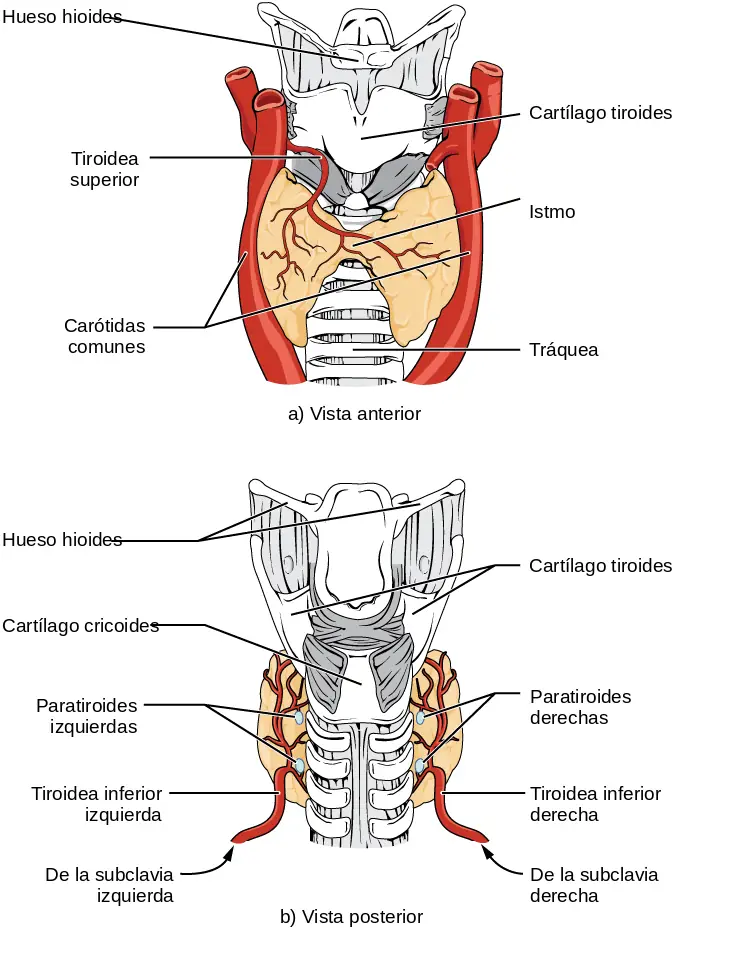 Hueso hioides
Cartílago tiroides
Tiroidea
superior
Istmo
Carótidas
comunes
Tráquea
a) Vista anterior
Hueso hioides
Cartílago tiroides
Cartílago cricoides
Paratiroides
izquierdas
Paratiroides
derechas
Tiroidea inferior
izquierda
Tiroidea inferior
derecha
De la subclavia
izquierda
De la subclavia
derecha
b) Vista posterior